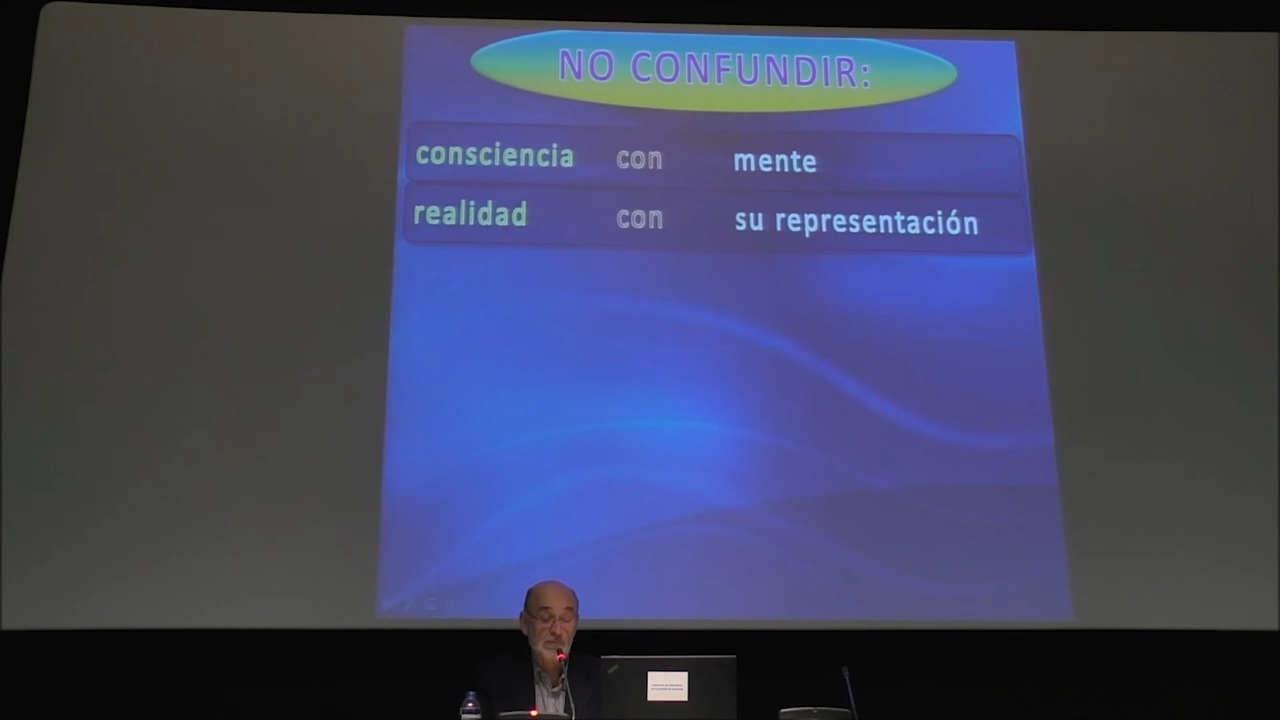 NO CONFUNDIR:
consciencia con mente
realidad con su representación